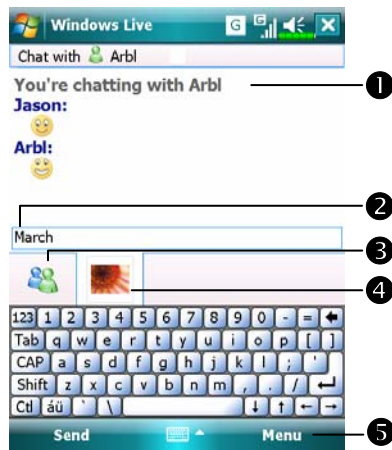 Windows Live
G
G
Chat with Arbl
You're chatting with Arbl
1
Jason:
Arbl:
2
March
3
4
123 1 2 3 4 5 6 7 8 9 0 - = 
Tab q w e r t y u i o p [ ]
CAP a s d f g h j k l ; '
Shift z x c v b n m , . /
Ctl áü ` \
Send
Menu
5